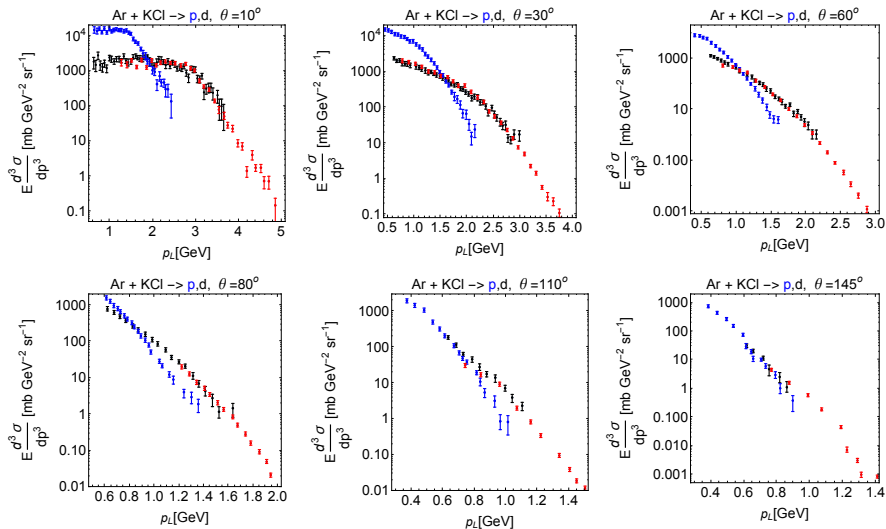 Ar + KCl -> p,d, θ =10°
E d³ σ / dp³ [mb GeV⁻² sr⁻¹]
10⁴
1000
100
10
1
0.1
1 2 3 4 5
p_L[GeV]
Ar + KCl -> p,d, θ =30°
E d³ σ / dp³ [mb GeV⁻² sr⁻¹]
10⁴
1000
100
10
1
0.1
0.5 1.0 1.5 2.0 2.5 3.0 3.5 4.0
p_L[GeV]
Ar + KCl -> p,d, θ =60°
E d³ σ / dp³ [mb GeV⁻² sr⁻¹]
1000
10
0.100
0.001
0.5 1.0 1.5 2.0 2.5 3.0
p_L[GeV]
Ar + KCl -> p,d, θ =80°
E d³ σ / dp³ [mb GeV⁻² sr⁻¹]
1000
100
10
1
0.10
0.01
0.6 0.8 1.0 1.2 1.4 1.6 1.8 2.0
p_L[GeV]
Ar + KCl -> p,d, θ =110°
E d³ σ / dp³ [mb GeV⁻² sr⁻¹]
1000
100
10
1
0.10
0.01
0.4 0.6 0.8 1.0 1.2 1.4
p_L[GeV]
Ar + KCl -> p,d, θ =145°
E d³ σ / dp³ [mb GeV⁻² sr⁻¹]
1000
100
10
1
0.100
0.010
0.001
0.4 0.6 0.8 1.0 1.2 1.4
p_L[GeV]